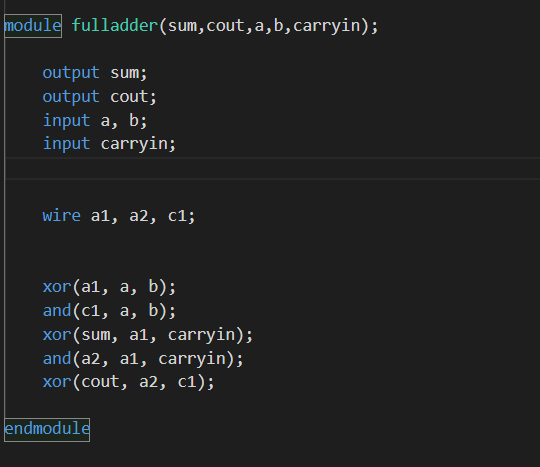 module fulladder(sum,cout,a,b,carryin);
output sum;
output cout;
input a, b;
input carryin;
wire a1, a2, c1;
xor(a1, a, b);
and(c1, a, b);
xor(sum, a1, carryin);
and(a2, a1, carryin);
xor(cout, a2, c1);
endmodule